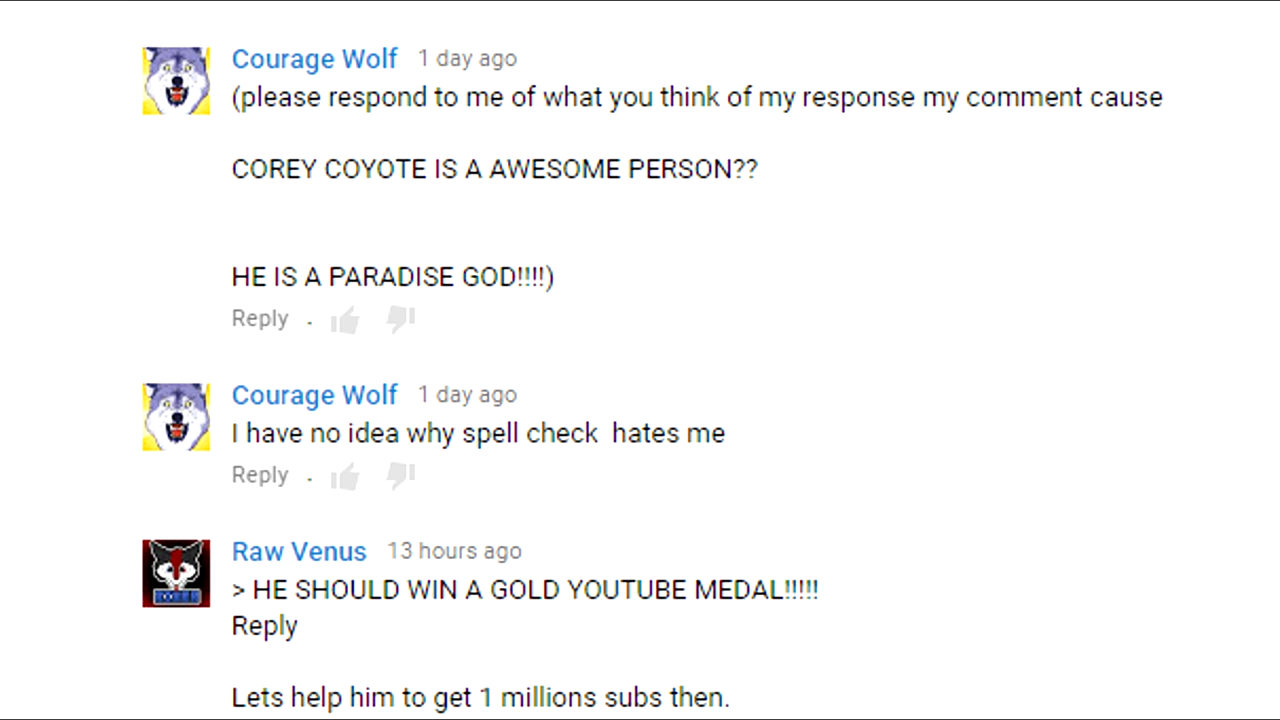 Courage Wolf 1 day ago
(please respond to me of what you think of my response my comment cause
COREY COYOTE IS A AWESOME PERSON??
HE IS A PARADISE GOD!!!!)
Reply .
Courage Wolf 1 day ago
I have no idea why spell check  hates me
Reply .
Raw Venus 13 hours ago
> HE SHOULD WIN A GOLD YOUTUBE MEDAL!!!!!
Reply
Lets help him to get 1 millions subs then.